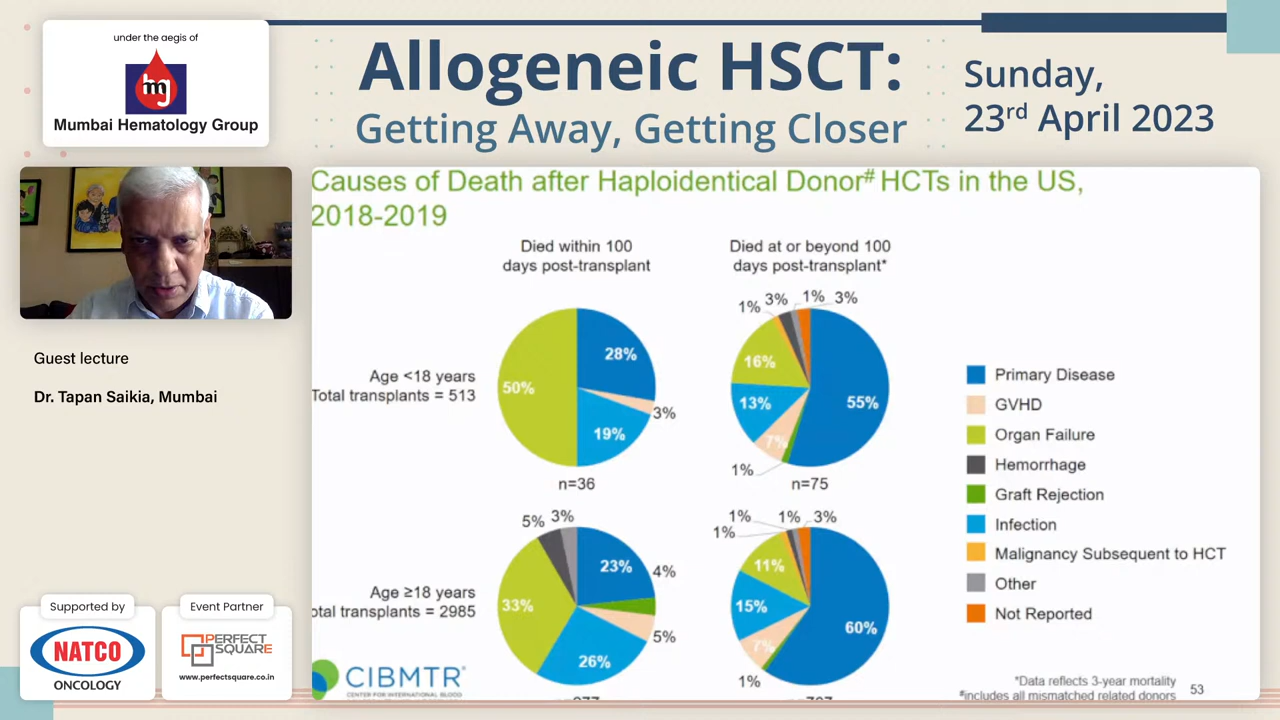 under the aegis of
mg
Mumbai Hematology Group
Allogeneic HSCT:
Getting Away, Getting Closer
Sunday,
23rd April 2023
Guest lecture
Dr. Tapan Saikia, Mumbai
Supported by
NATCO
ONCOLOGY
Event Partner
PERFECT
SQUARE
www.perfectsquare.co.in
Causes of Death after Haploidentical Donor# HCTs in the US,
2018-2019
Died within 100
days post-transplant
Died at or beyond 100
days post-transplant*
Age <18 years
Total transplants = 513
50%
28%
3%
19%
n=36
1%
3%
1%
3%
16%
13%
7%
1%
55%
n=75
Age ≥18 years
otal transplants = 2985
5%
3%
23%
4%
5%
26%
33%
1%
1%
1%
3%
11%
15%
7%
1%
60%
Primary Disease
GVHD
Organ Failure
Hemorrhage
Graft Rejection
Infection
Malignancy Subsequent to HCT
Other
Not Reported
CIBMTR®
CENTER FOR INTERNATIONAL BLOOD
*Data reflects 3-year mortality
#includes all mismatched related donors
53